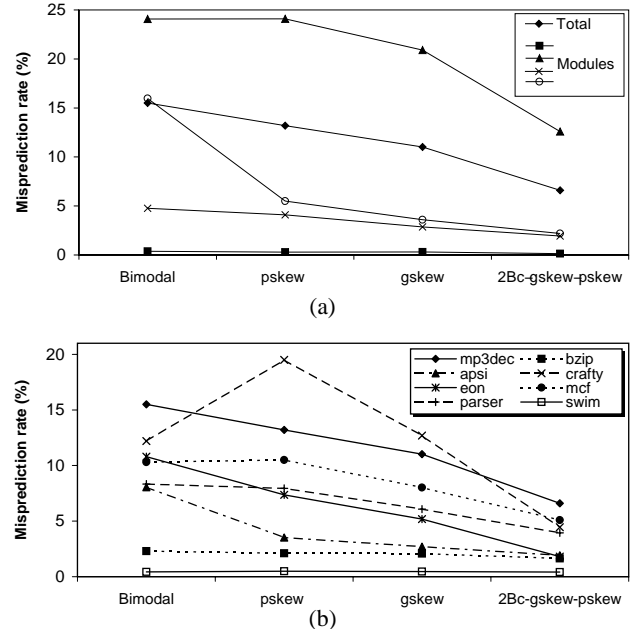 25
20
15
10
5
0
Misprediction rate (%)
Total
Modules
Bimodal pskew gskew 2Bc-gskew-pskew
(a)
20
15
10
5
0
Misprediction rate (%)
mp3dec bzip
apsi crafty
eon mcf
parser swim
Bimodal pskew gskew 2Bc-gskew-pskew
(b)